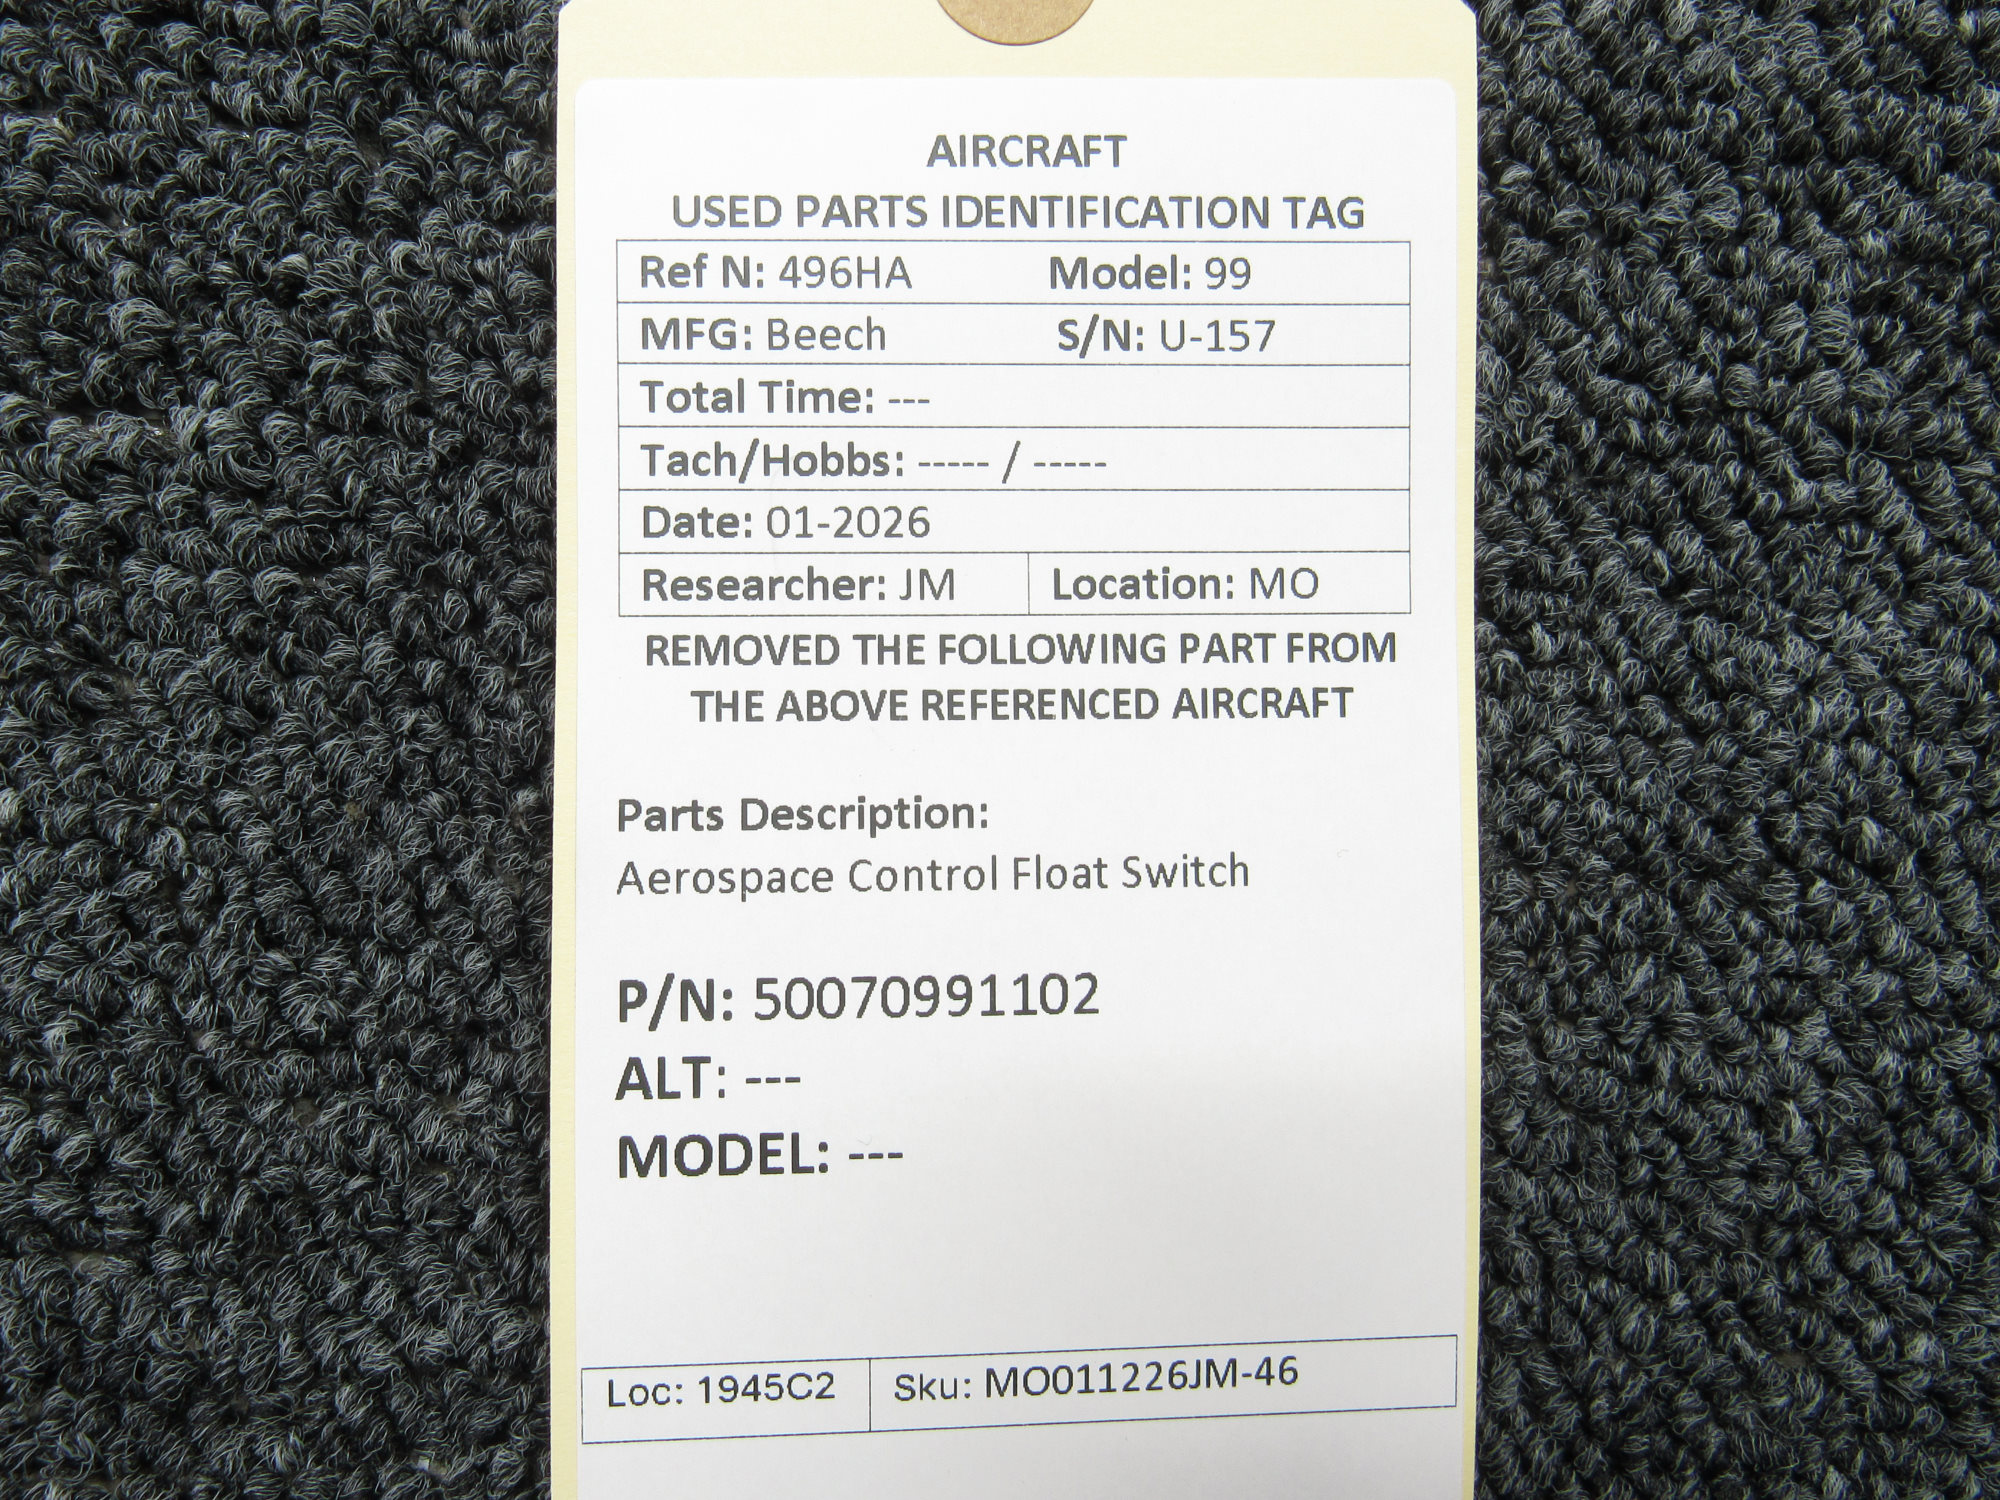 AIRCRAFT
USED PARTS IDENTIFICATION TAG
Ref N: 496HA Model: 99
MFG: Beech S/N: U-157
Total Time: ---
Tach/Hobbs: ----- / -----
Date: 01-2026
Researcher: JM Location: MO
REMOVED THE FOLLOWING PART FROM
THE ABOVE REFERENCED AIRCRAFT
Parts Description:
Aerospace Control Float Switch
P/N: 50070991102
ALT: ---
MODEL: ---
Loc: 1945C2 Sku: MO011226JM-46